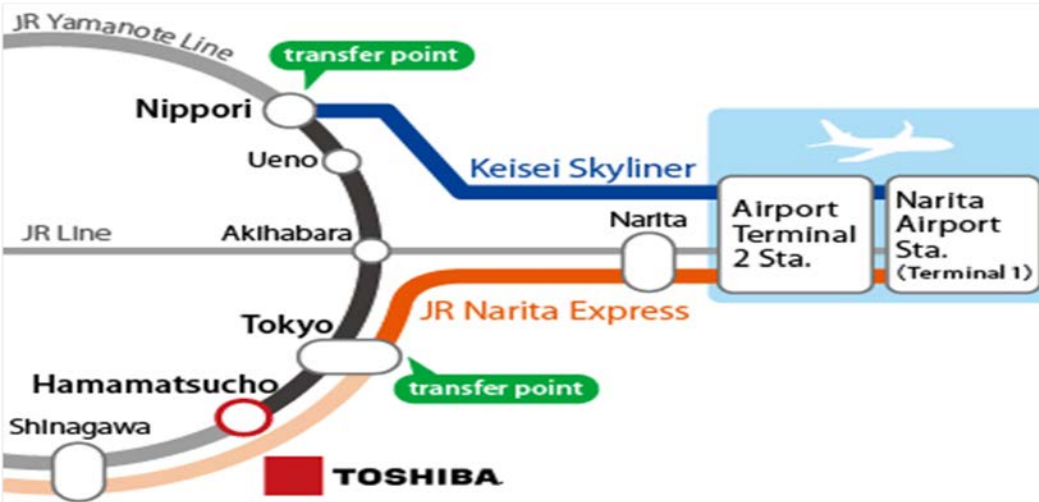 JR Yamanote Line
transfer point
Nippori
Ueno
Keisei Skyliner
JR Line
Akihabara
Narita
Airport
Terminal
2 Sta.
Narita
Airport
Sta.
(Terminal 1)
JR Narita Express
Tokyo
transfer point
Hamamatsucho
Shinagawa
TOSHIBA